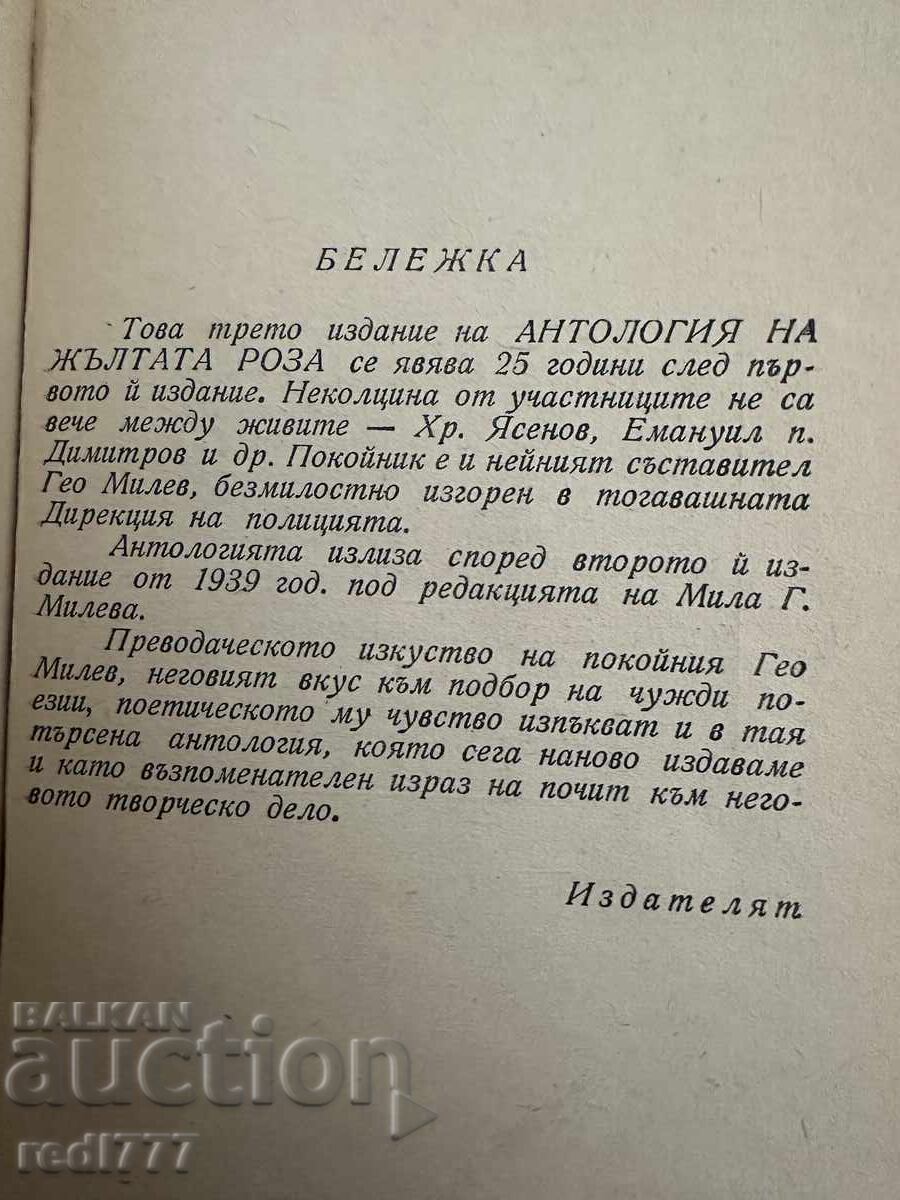 БЕЛЕЖКА
Това трето издание на АНТОЛОГИЯ НА
ЖЪЛТАТА РОЗА се явява 25 години след пър-
вото ѝ издание. Неколцина от участниците не са
вече между живите — Хр. Ясенов, Емануил п.
Димитров и др. Покойник е и нейният съставител
Гео Милев, безмилостно изгорен в тогавашната
Дирекция на полицията.
Антологията излиза според второто ѝ из-
дание от 1939 год. под редакцията на Мила Г.
Милева.
Преводаческото изкуство на покойния Гео
Милев, неговият вкус към подбор на чужди по-
езии, поетическото му чувство изпъкват и в тая
търсена антология, която сега наново издаваме
и като възпоменателен израз на почит към него-
вото творческо дело.
Издателят
BALKAN
auction
redl777